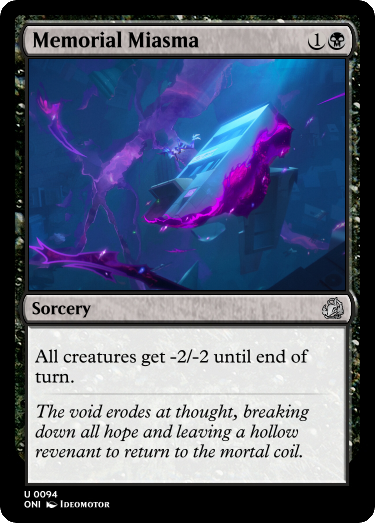 Memorial Miasma 1
Sorcery
All creatures get -2/-2 until end of
turn.
The void erodes at thought, breaking
down all hope and leaving a hollow
revenant to return to the mortal coil.
U 0094
ONI Ideomotor